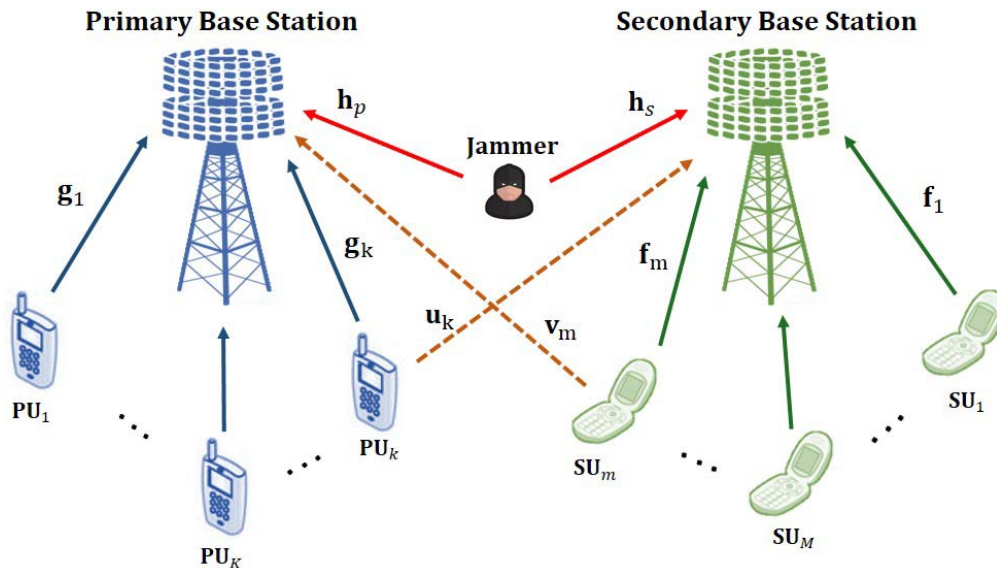 Primary Base Station
Secondary Base Station
h_p
h_s
Jammer
g_1
f_1
g_k
f_m
u_k
v_m
PU_1
PU_k
PU_K
SU_1
SU_m
SU_M